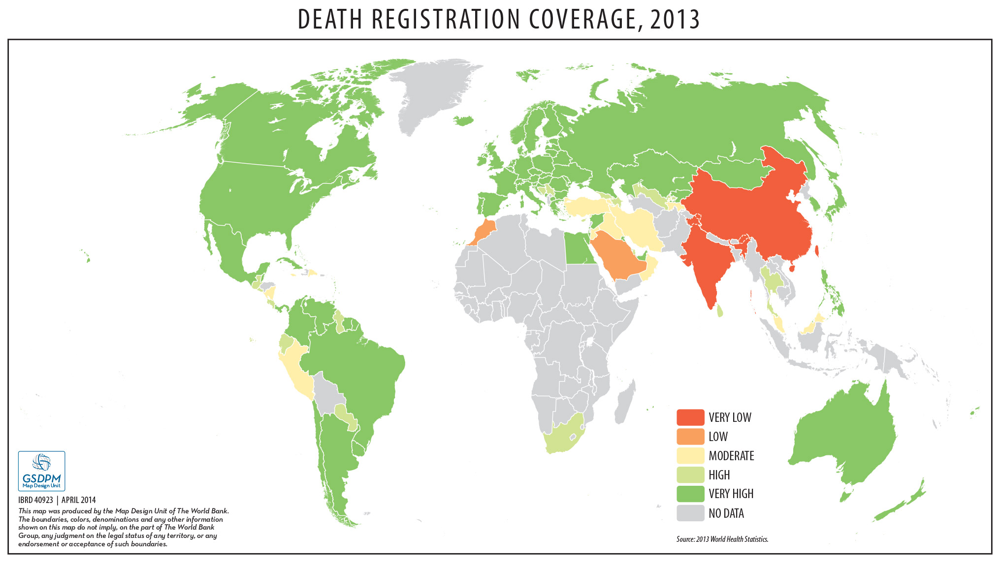 DEATH REGISTRATION COVERAGE, 2013
VERY LOW
LOW
MODERATE
HIGH
VERY HIGH
NO DATA
Source: 2013 World Health Statistics.
GSDPM
Map Design Unit
IBRD 40923 | APRIL 2014
This map was produced by the Map Design Unit of The World Bank.
The boundaries, colors, denominations and any other information
shown on this map do not imply, on the part of The World Bank
Group, any judgment on the legal status of any territory, or any
endorsement or acceptance of such boundaries.